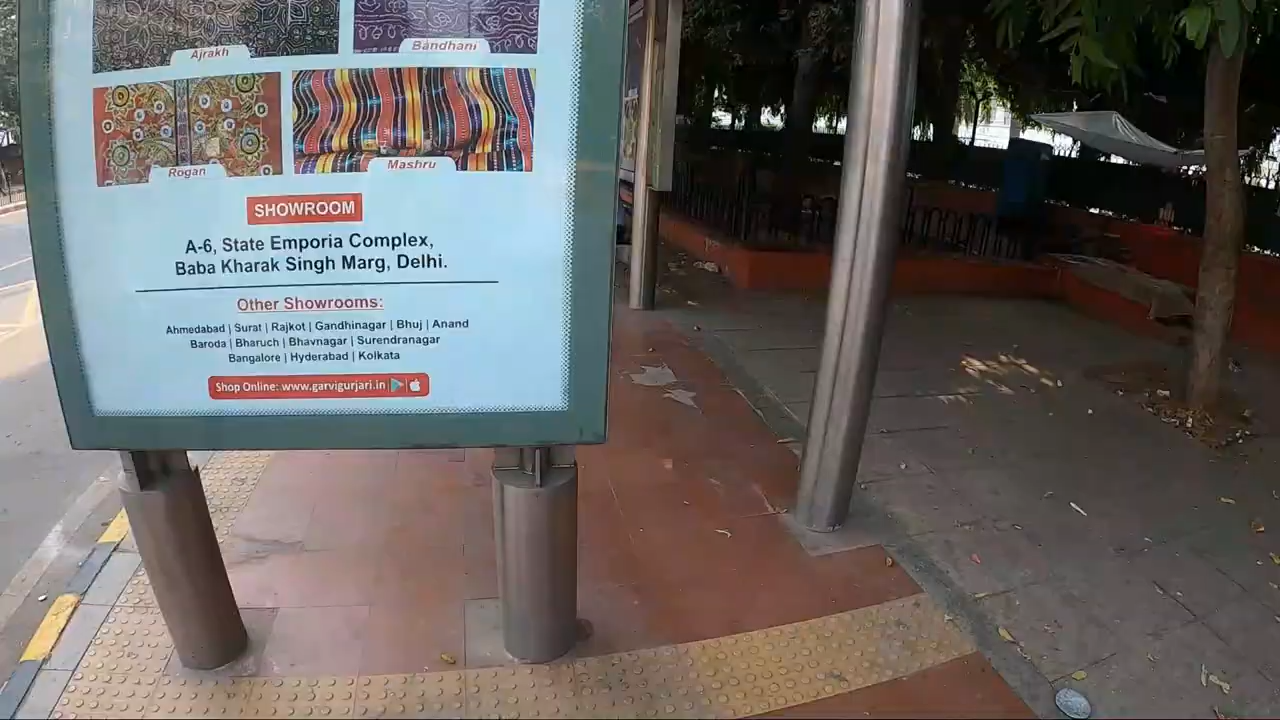 Ajrakh
Bandhani
Rogan
Mashru
SHOWROOM
A-6, State Emporia Complex,
Baba Kharak Singh Marg, Delhi.
Other Showrooms:
Ahmedabad | Surat | Rajkot | Gandhinagar | Bhuj | Anand
Baroda | Bharuch | Bhavnagar | Surendranagar
Bangalore | Hyderabad | Kolkata
Shop Online: www.garvigurjari.in